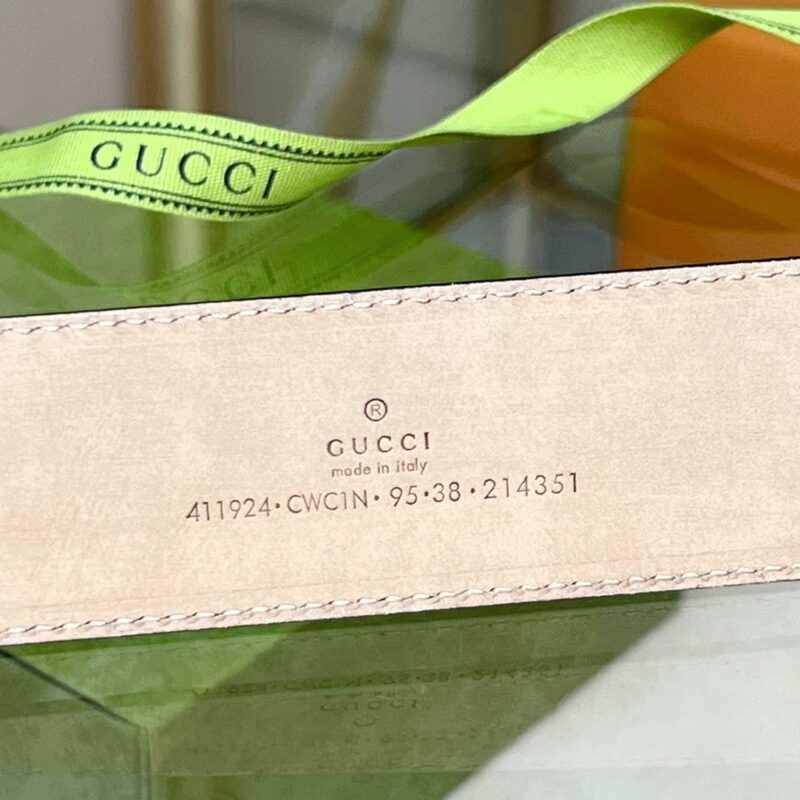 GUCCI
®
GUCCI
made in italy
411924·CWC1N·95·38·214351